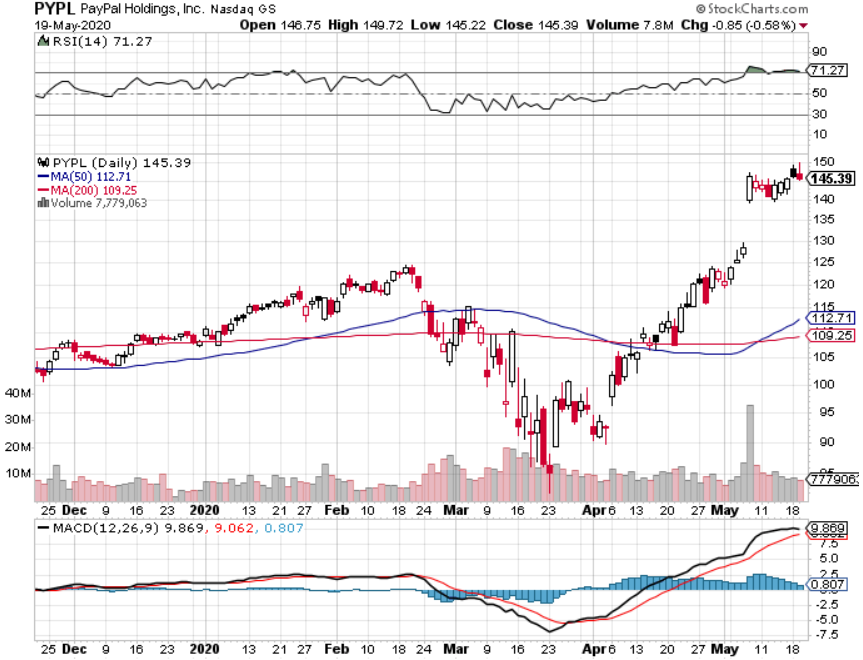 PYPL PayPal Holdings, Inc. Nasdaq GS © StockCharts.com
19-May-2020 Open 146.75 High 149.72 Low 145.22 Close 145.39 Volume 7.8M Chg -0.85 (-0.58%)
RSI(14) 71.27
90
71.27
50
30
10
PYPL (Daily) 145.39
MA(50) 112.71
MA(200) 109.25
Volume 7,779,063
150
145.39
140
135
130
125
120
115
112.71
109.25
105
100
95
90
7779063
40M
30M
20M
10M
25 Dec 9 16 23 2020 13 21 27 Feb 10 18 24 Mar 9 16 23 Apr 6 13 20 27 May 11 18
MACD(12,26,9) 9.869, 9.062, 0.807
9.869
7.5
5.0
2.5
0.807
-2.5
-5.0
-7.5
25 Dec 9 16 23 2020 13 21 27 Feb 10 18 24 Mar 9 16 23 Apr 6 13 20 27 May 11 18